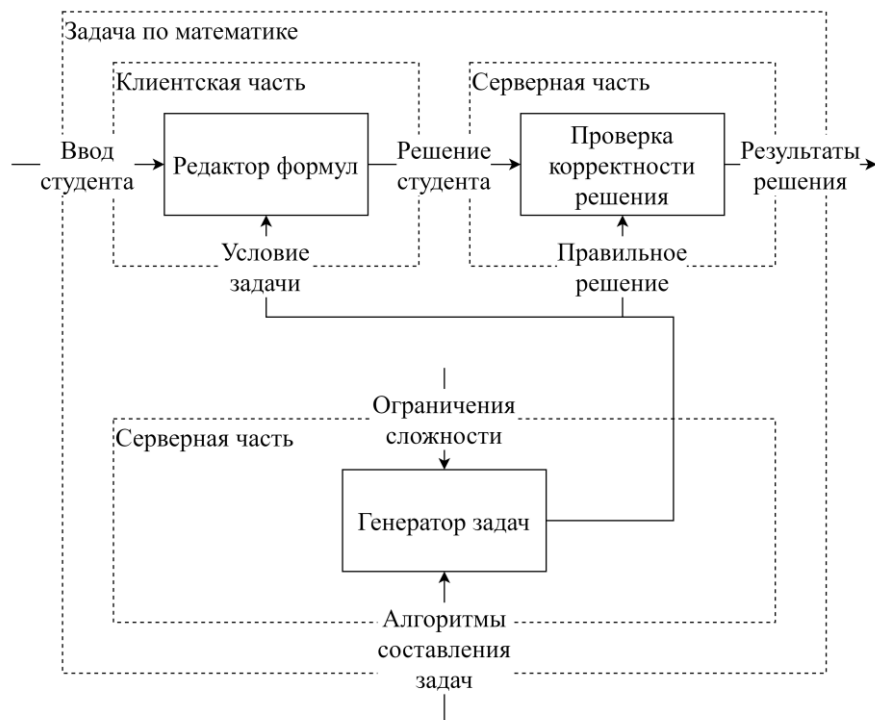 Задача по математике
Клиентская часть
Серверная часть
Ввод
студента
Редактор формул
Решение
студента
Проверка
корректности
решения
Результаты
решения
Условие
задачи
Правильное
решение
Ограничения
сложности
Серверная часть
Генератор задач
Алгоритмы
составления
задач